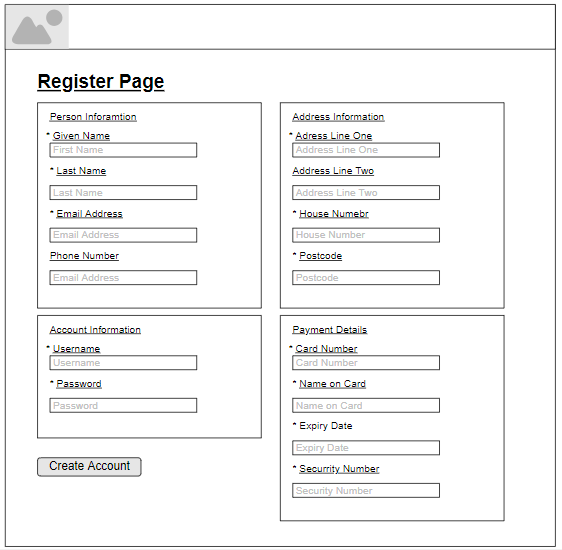 Register Page
Person Inforamtion
* Given Name
First Name
* Last Name
Last Name
* Email Address
Email Address
Phone Number
Email Address
Address Information
* Adress Line One
Address Line One
Address Line Two
Address Line Two
* House Numebr
House Number
* Postcode
Postcode
Account Information
* Username
Username
* Password
Password
Payment Details
* Card Number
Card Number
* Name on Card
Name on Card
* Expiry Date
Expiry Date
* Securrity Number
Security Number
Create Account